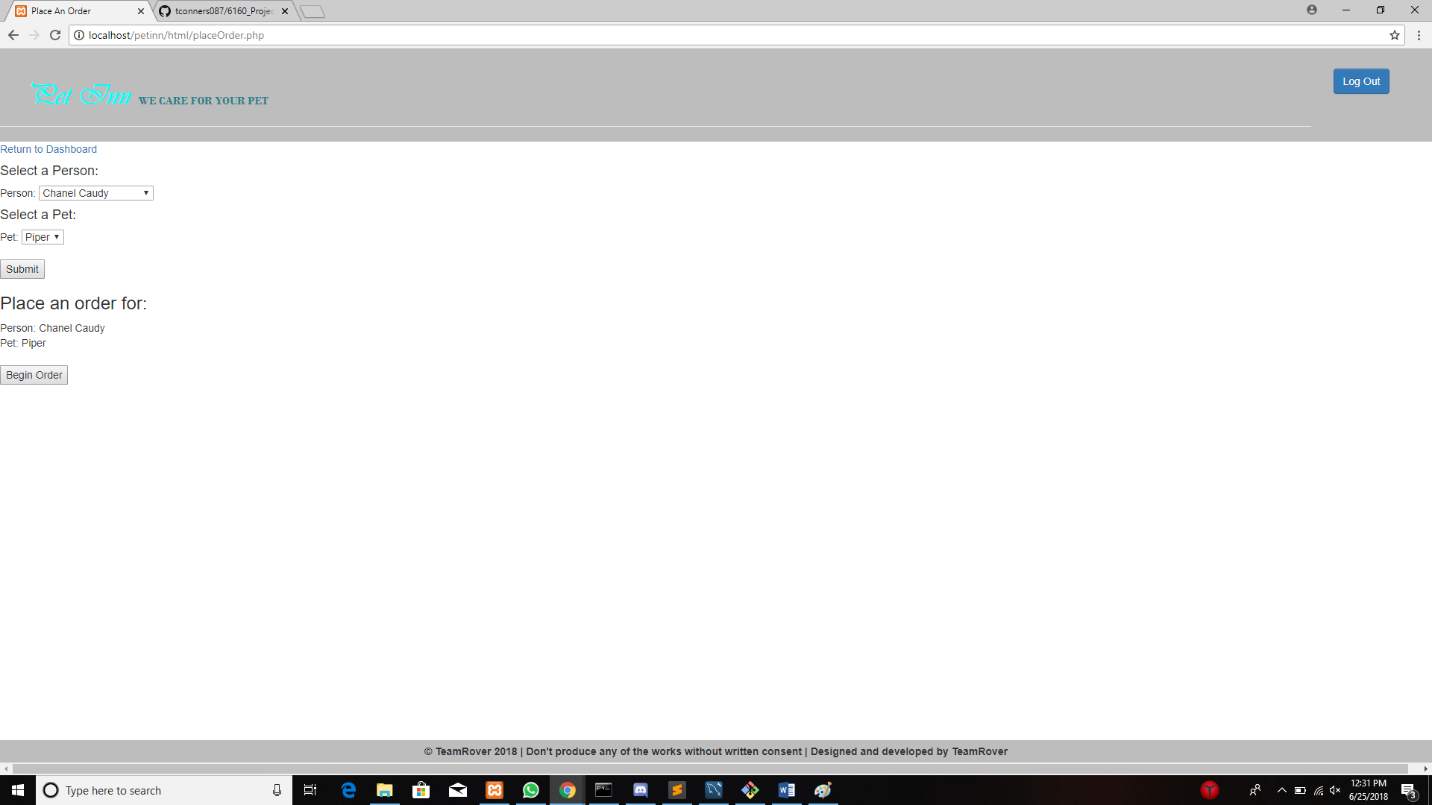 Place An Order
tconners087/6160_Projec
localhost/petinn/html/placeOrder.php
Pet Inn WE CARE FOR YOUR PET
Log Out
Return to Dashboard
Select a Person:
Person: Chanel Caudy
Select a Pet:
Pet: Piper
Submit
Place an order for:
Person: Chanel Caudy
Pet: Piper
Begin Order
© TeamRover 2018 | Don't produce any of the works without written consent | Designed and developed by TeamRover
Type here to search
12:31 PM
6/25/2018
3